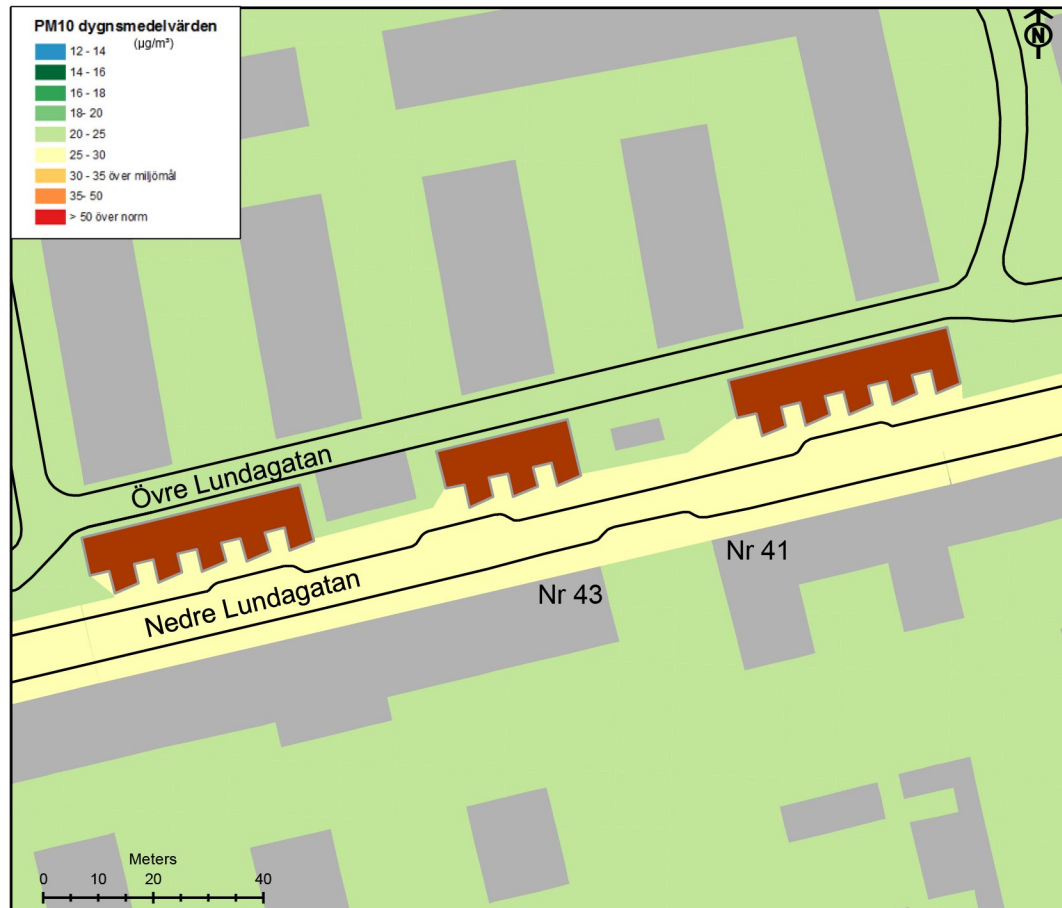 PM10 dygnsmedelvärden
(µg/m³)
12 - 14
14 - 16
16 - 18
18- 20
20 - 25
25 - 30
30 - 35 över miljömål
35- 50
> 50 över norm
N
Övre Lundagatan
Nedre Lundagatan
Nr 43
Nr 41
Meters
0 10 20 40